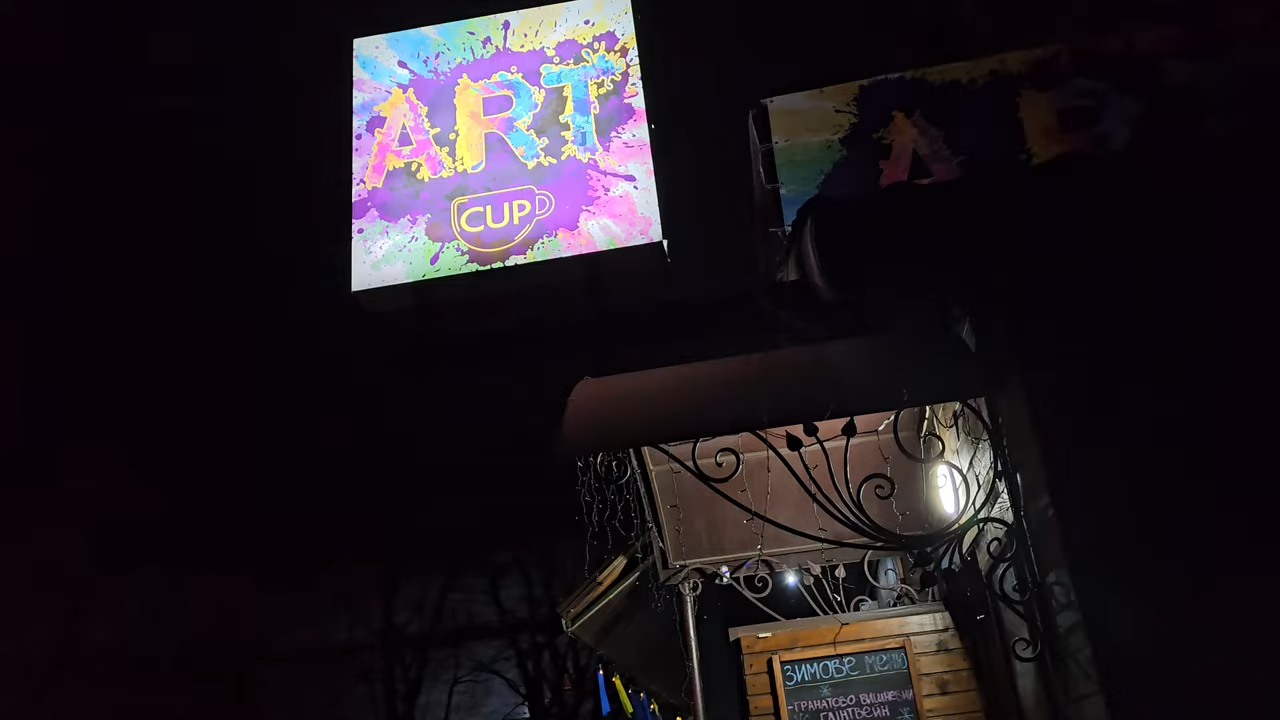 ART
CUP
A R
ЗИМОВЕ МЕНЮ
-ГРАНАТОВО-ВИШНЕВИЙ
ГЛІНТВЕЙН